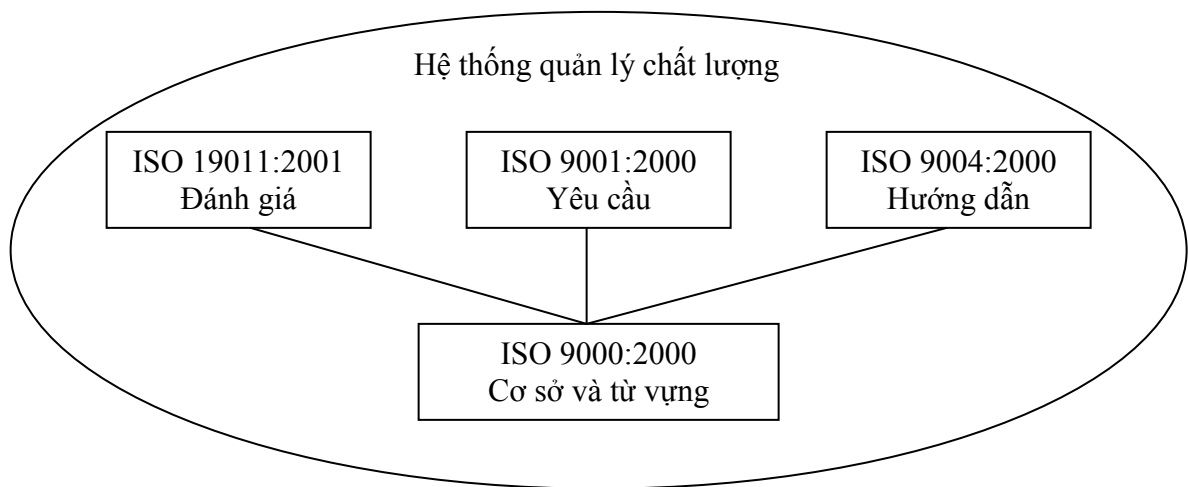 Hệ thống quản lý chất lượng
ISO 19011:2001
Đánh giá
ISO 9001:2000
Yêu cầu
ISO 9004:2000
Hướng dẫn
ISO 9000:2000
Cơ sở và từ vựng